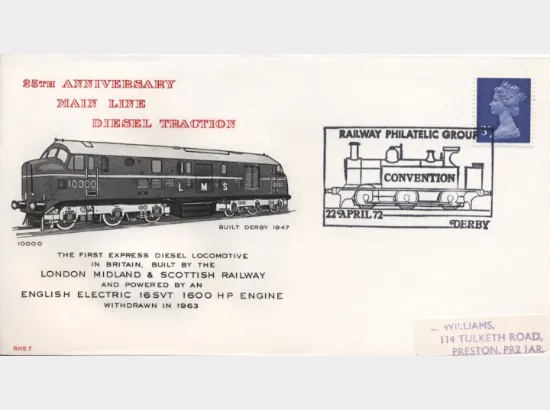 25TH ANNIVERSARY
MAIN LINE
DIESEL TRACTION
10000
L M S
BUILT DERBY 1947
10000
THE FIRST EXPRESS DIESEL LOCOMOTIVE
IN BRITAIN, BUILT BY THE
LONDON MIDLAND & SCOTTISH RAILWAY
AND POWERED BY AN
ENGLISH ELECTRIC 16SVT 1600 HP ENGINE
WITHDRAWN IN 1963
RHS 7
RAILWAY PHILATELIC GROUP
CONVENTION
22 APRIL 72
DERBY
WILLIAMS,
114 TULKETH ROAD,
PRESTON, PR2 1AR.